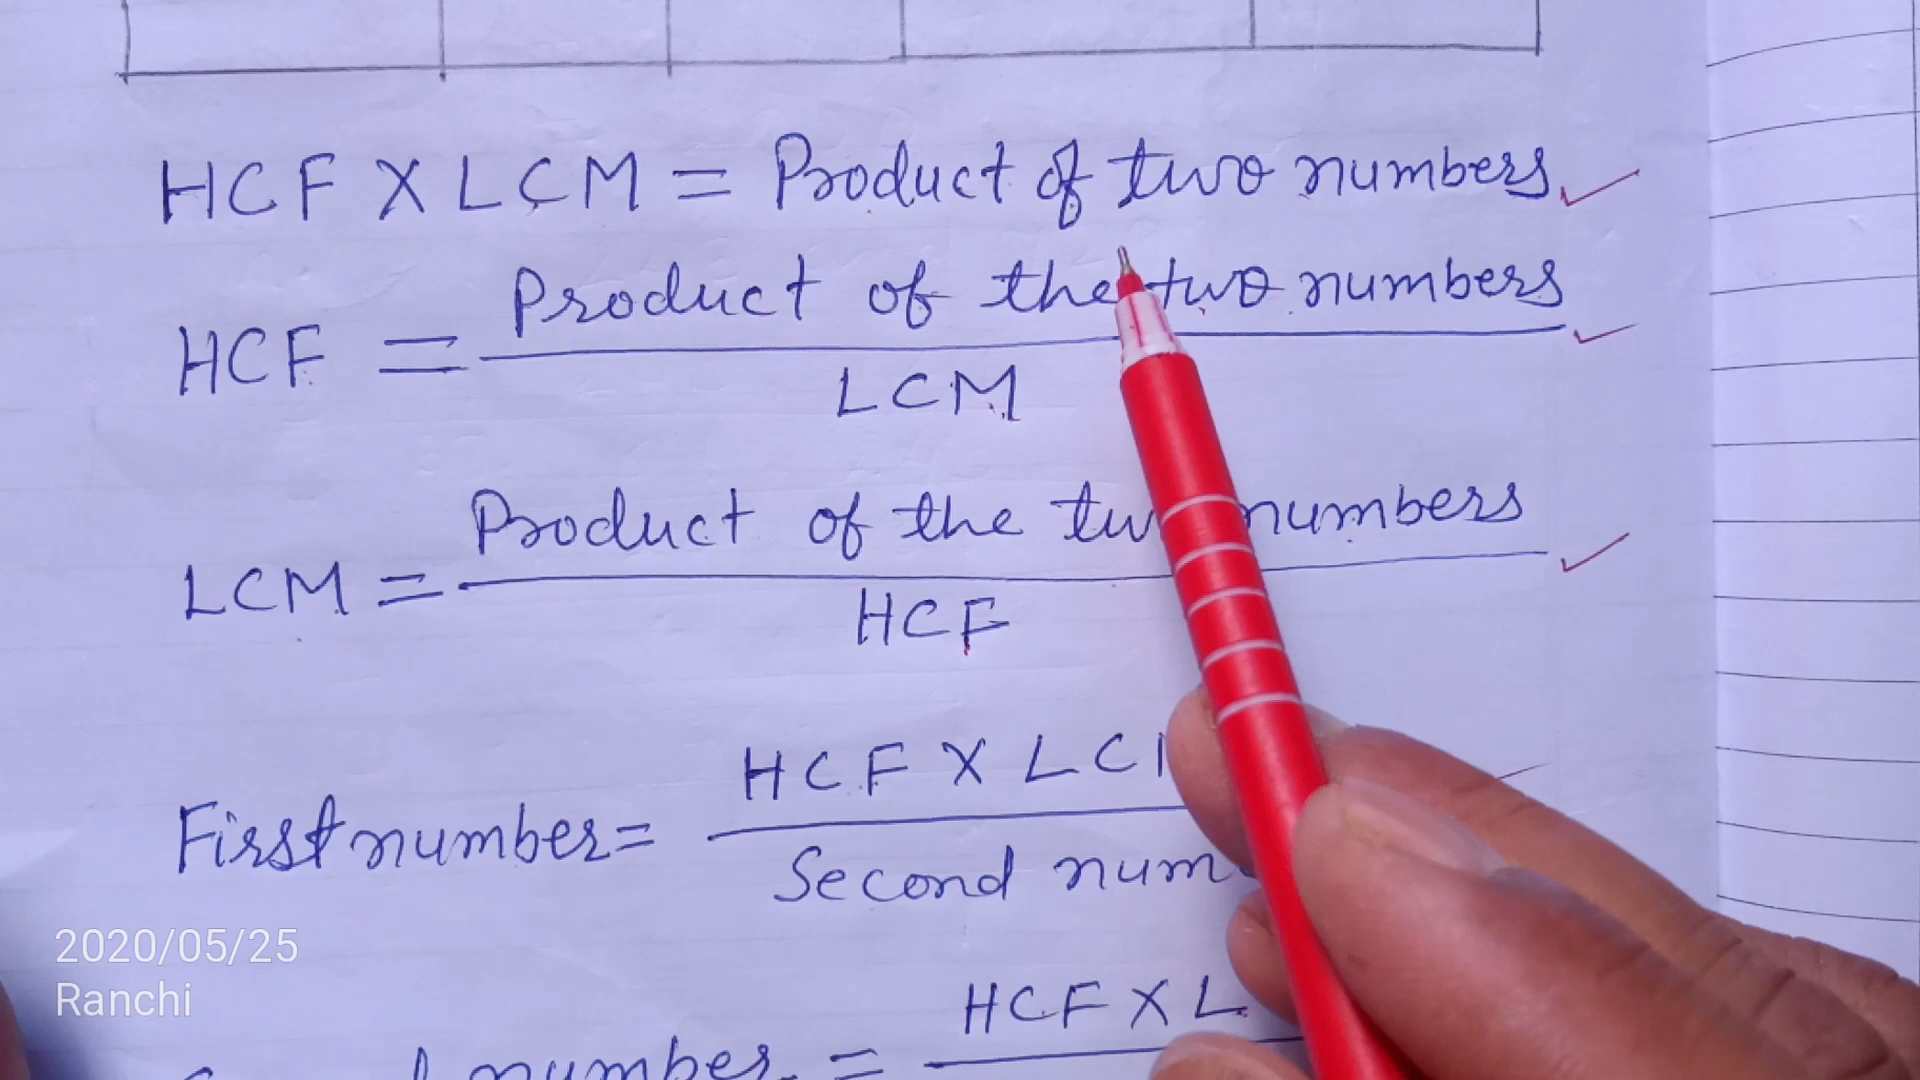 HCF X LCM = Product of two numbers
HCF = Product of the two numbers
LCM
LCM = Product of the numbers
HCF
First number = HCF X LC
Second num
HCF X L
number =
2020/05/25
Ranchi